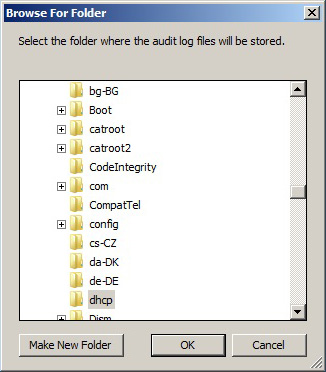 Browse For Folder
Select the folder where the audit log files will be stored.
bg-BG
Boot
catroot
catroot2
CodeIntegrity
com
CompatTel
config
cs-CZ
da-DK
de-DE
dhcp
Dism
Make New Folder
OK
Cancel